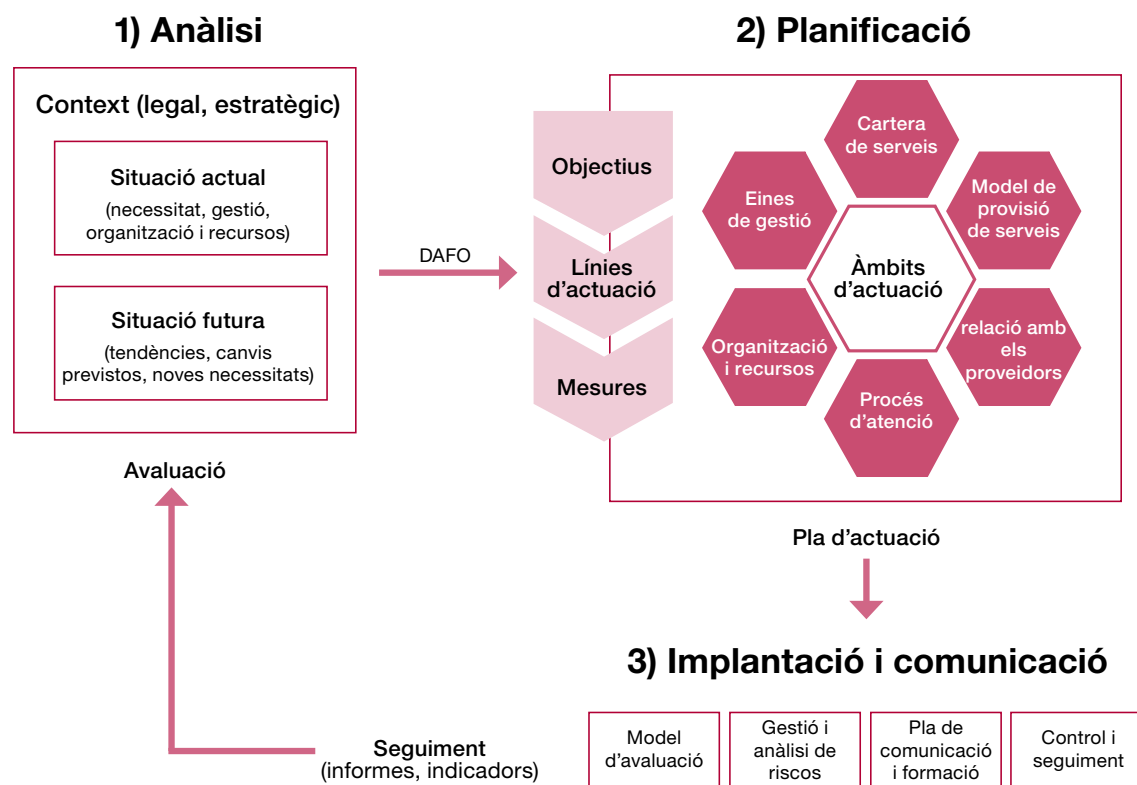 1) Anàlisi
Context (legal, estratègic)
Situació actual
(necessitat, gestió,
organització i recursos)
Situació futura
(tendències, canvis
previstos, noves necessitats)
Avaluació
DAFO
2) Planificació
Objectius
Línies
d'actuació
Mesures
Cartera
de serveis
Model de
provisió
de serveis
relació amb
els
proveidors
Procés
d'atenció
Organització
i recursos
Eines
de gestió
Àmbits
d'actuació
Pla d'actuació
3) Implantació i comunicació
Model
d'avaluació
Gestió i
anàlisi de
riscos
Pla de
comunicació
i formació
Control i
seguiment
Seguiment
(informes, indicadors)